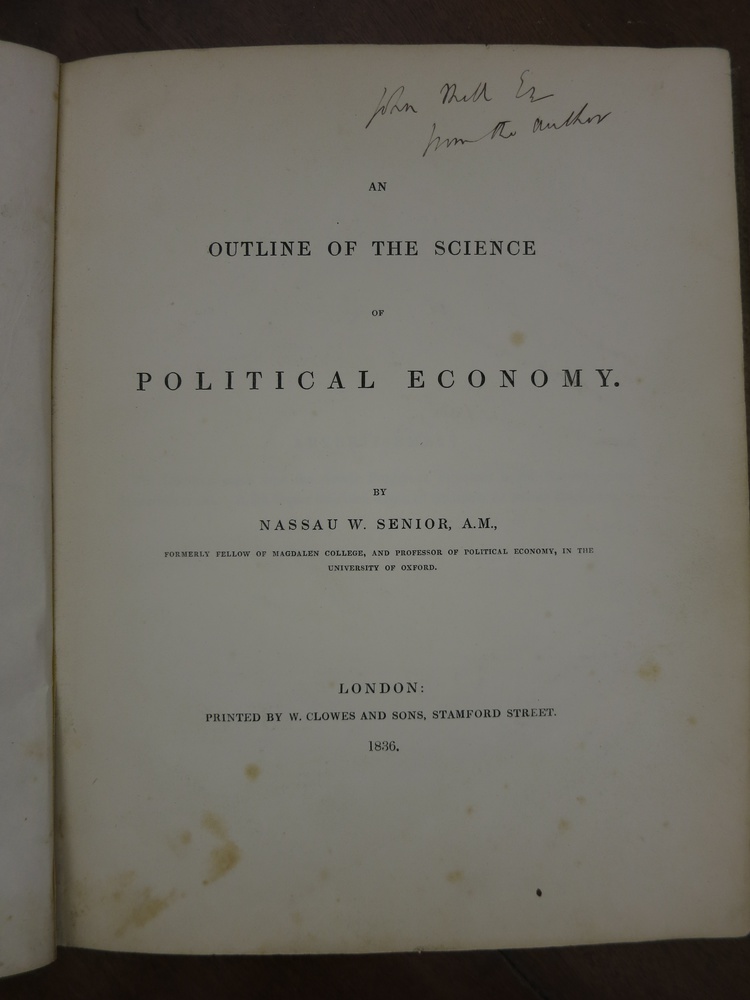 John Mill Esq
from the author
AN
OUTLINE OF THE SCIENCE
OF
POLITICAL ECONOMY.
BY
NASSAU W. SENIOR, A.M.,
FORMERLY FELLOW OF MAGDALEN COLLEGE, AND PROFESSOR OF POLITICAL ECONOMY, IN THE
UNIVERSITY OF OXFORD.
LONDON:
PRINTED BY W. CLOWES AND SONS, STAMFORD STREET.
1836.